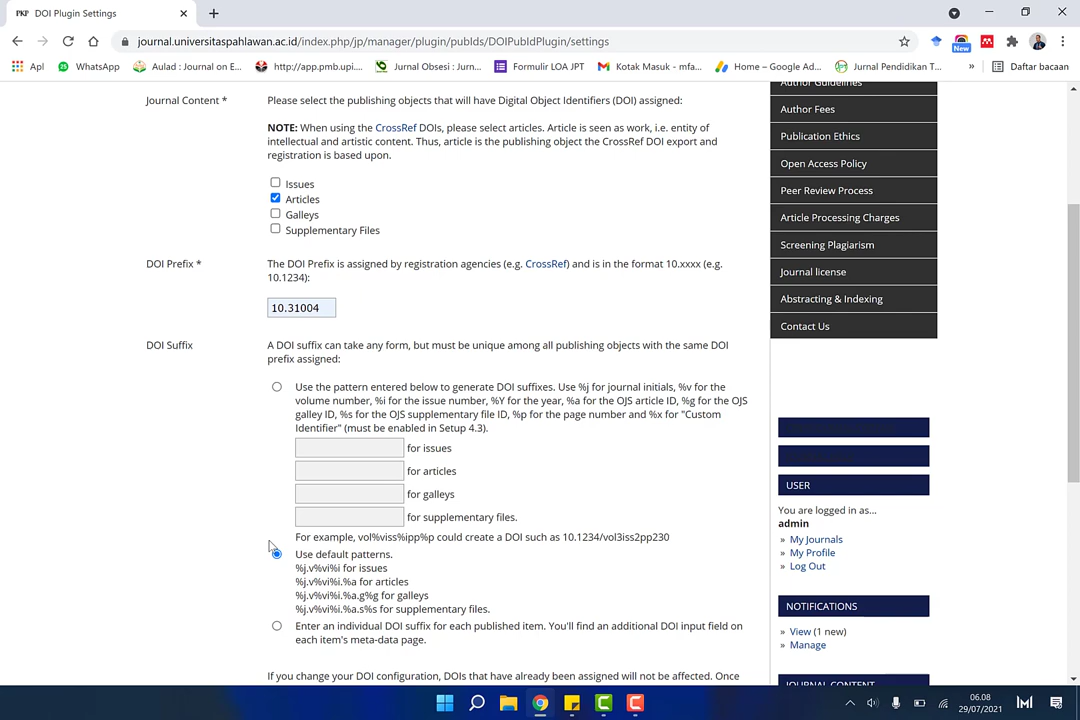 PKP DOI Plugin Settings
journal.universitaspahlawan.ac.id/index.php/jp/manager/plugin/pubIds/DOIPubIdPlugin/settings
New
Apl WhatsApp Aulad : Journal on E... http://app.pmb.upi.... Jurnal Obsesi : Jurn... Formulir LOA JPT Kotak Masuk - mfa... Home – Google Ad... Jurnal Pendidikan T... » Daftar bacaan
Journal Content *
Please select the publishing objects that will have Digital Object Identifiers (DOI) assigned:
NOTE: When using the CrossRef DOIs, please select articles. Article is seen as work, i.e. entity of
intellectual and artistic content. Thus, article is the publishing object the CrossRef DOI export and
registration is based upon.
Issues
Articles
Galleys
Supplementary Files
DOI Prefix *
The DOI Prefix is assigned by registration agencies (e.g. CrossRef) and is in the format 10.xxxx (e.g.
10.1234):
10.31004
DOI Suffix
A DOI suffix can take any form, but must be unique among all publishing objects with the same DOI
prefix assigned:
Use the pattern entered below to generate DOI suffixes. Use %j for journal initials, %v for the
volume number, %i for the issue number, %Y for the year, %a for the OJS article ID, %g for the OJS
galley ID, %s for the OJS supplementary file ID, %p for the page number and %x for "Custom
Identifier" (must be enabled in Setup 4.3).
for issues
for articles
for galleys
for supplementary files.
For example, vol%viss%ipp%p could create a DOI such as 10.1234/vol3iss2pp230
Use default patterns.
%j.v%vi%i for issues
%j.v%vi%i.%a for articles
%j.v%vi%i.%a.g%g for galleys
%j.v%vi%i.%a.s%s for supplementary files.
Enter an individual DOI suffix for each published item. You'll find an additional DOI input field on
each item's meta-data page.
If you change your DOI configuration, DOIs that have already been assigned will not be affected. Once
Author Guidelines
Author Fees
Publication Ethics
Open Access Policy
Peer Review Process
Article Processing Charges
Screening Plagiarism
Journal license
Abstracting & Indexing
Contact Us
USER
You are logged in as...
admin
» My Journals
» My Profile
» Log Out
NOTIFICATIONS
» View (1 new)
» Manage
JOURNAL CONTENT
06.08
29/07/2021